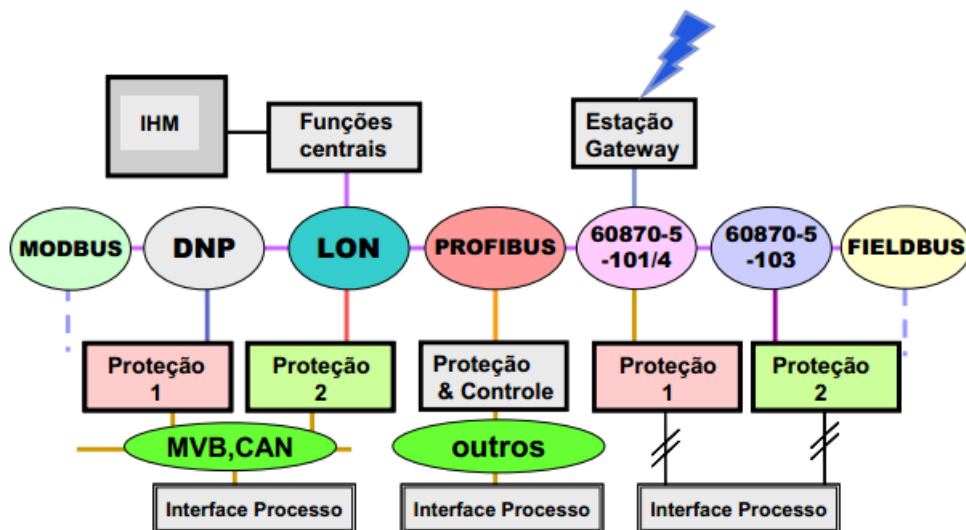 IHM
Funções
centrais
Estação
Gateway
MODBUS
DNP
LON
PROFIBUS
60870-5
-101/4
60870-5
-103
FIELDBUS
Proteção
1
Proteção
2
Proteção
& Controle
Proteção
1
Proteção
2
MVB,CAN
outros
Interface Processo
Interface Processo
Interface Processo